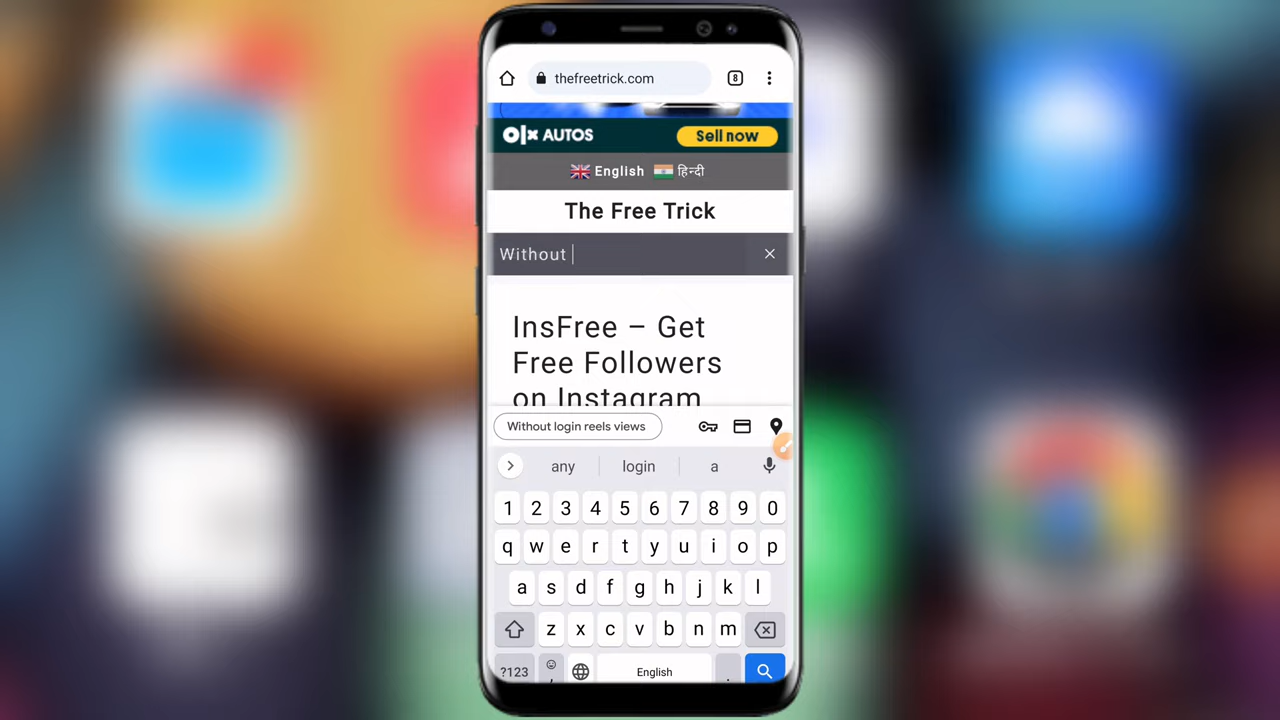 thefreetrick.com
8
olx AUTOS
Sell now
English हिन्दी
The Free Trick
Without
InsFree – Get
Free Followers
on Instagram
Without login reels views
any login a
1 2 3 4 5 6 7 8 9 0
q w e r t y u i o p
a s d f g h j k l
z x c v b n m
?123 , English .